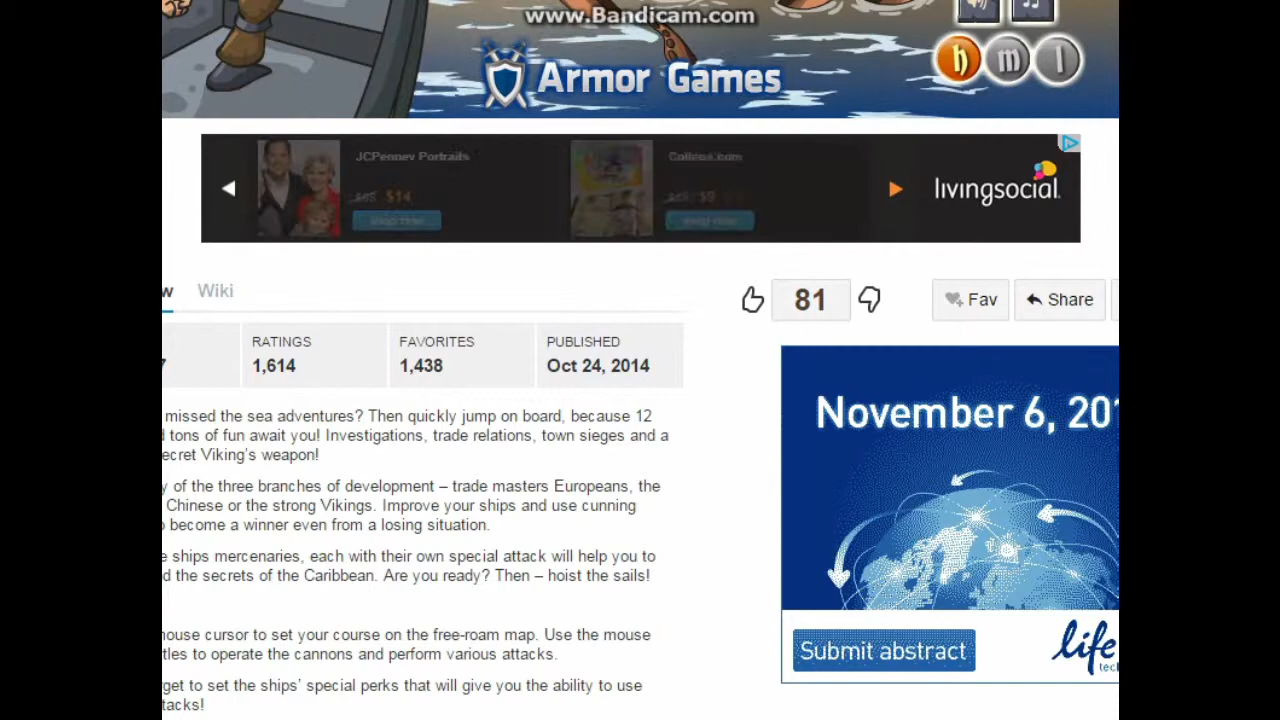 www.Bandicam.com
Armor Games
h m l
JCPenney Portraits
$14
$9
livingsocial
w Wiki
81
Fav
Share
RATINGS
1,614
FAVORITES
1,438
PUBLISHED
Oct 24, 2014
missed the sea adventures? Then quickly jump on board, because 12
d tons of fun await you! Investigations, trade relations, town sieges and a
ecret Viking's weapon!
y of the three branches of development – trade masters Europeans, the
Chinese or the strong Vikings. Improve your ships and use cunning
o become a winner even from a losing situation.
e ships mercenaries, each with their own special attack will help you to
d the secrets of the Caribbean. Are you ready? Then – hoist the sails!
nouse cursor to set your course on the free-roam map. Use the mouse
ttles to operate the cannons and perform various attacks.
rget to set the ships' special perks that will give you the ability to use
tacks!
November 6, 201
Submit abstract
life
tec